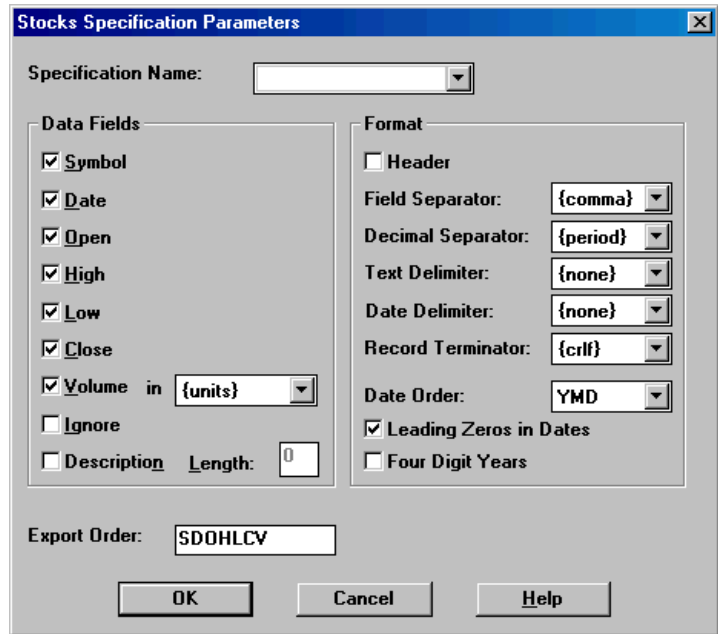 Stocks Specification Parameters
Specification Name:
Data Fields
Symbol
Date
Open
High
Low
Close
Volume in {units}
Ignore
Description Length: 0
Format
Header
Field Separator: {comma}
Decimal Separator: {period}
Text Delimiter: {none}
Date Delimiter: {none}
Record Terminator: {crlf}
Date Order: YMD
Leading Zeros in Dates
Four Digit Years
Export Order: SDOHLCV
OK Cancel Help